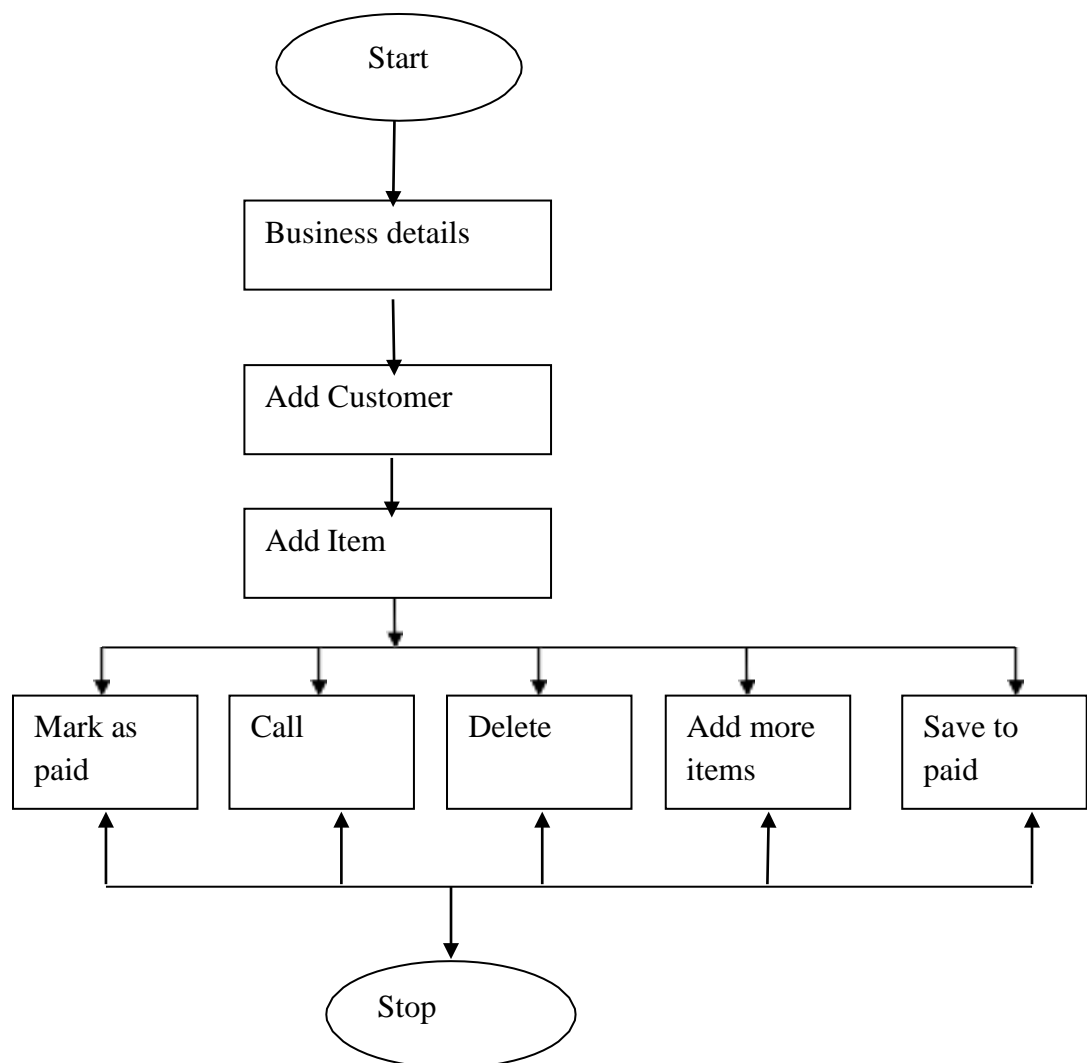 Start
Business details
Add Customer
Add Item
Mark as
paid
Call
Delete
Add more
items
Save to
paid
Stop